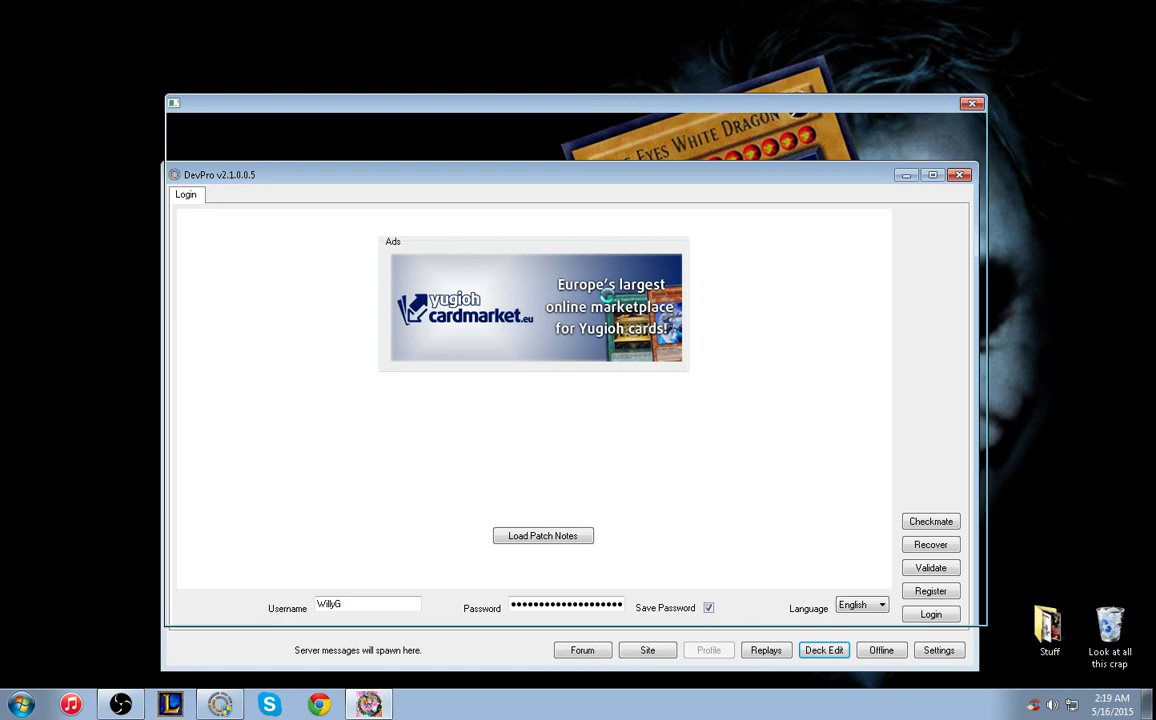 EYES WHITE DRAGON
DevPro v2.1.0.0.5
Login
Ads
yugioh
cardmarket.eu
Europe's largest
online marketplace
for Yugioh cards!
Load Patch Notes
Checkmate
Recover
Validate
Register
Login
Username
WillyG
Password
Save Password
Language
English
Server messages will spawn here.
Forum
Site
Profile
Replays
Deck Edit
Offline
Settings
Stuff
Look at all
this crap
2:19 AM
5/16/2015